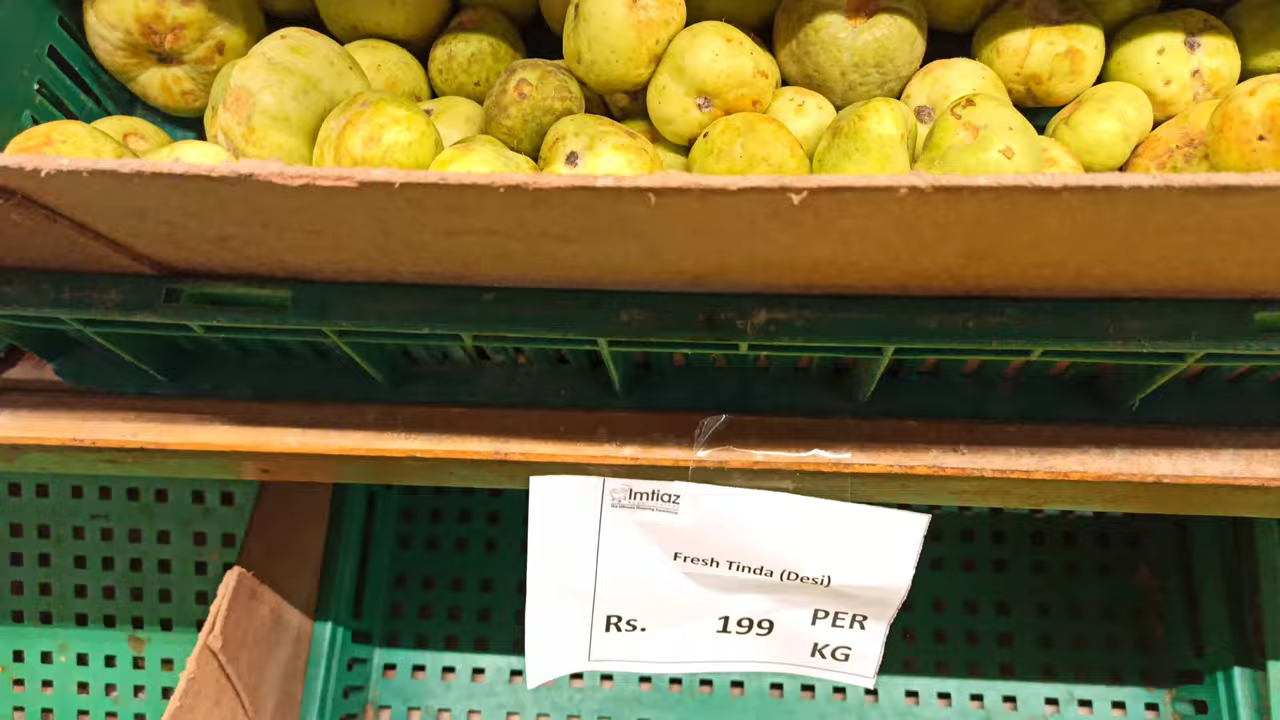 Imtiaz
Fresh Tinda (Desi)
Rs. 199 PER
KG